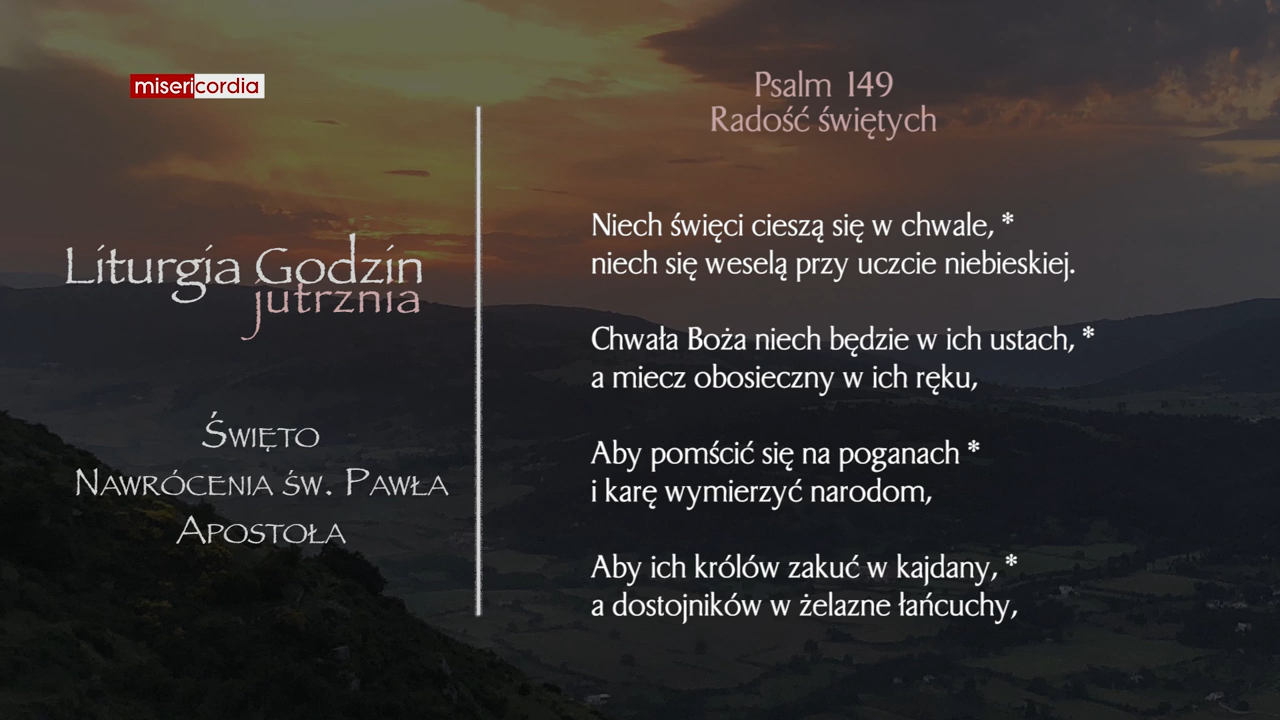 misericordia
Liturgia Godzin
jutrznia
Święto
Nawrócenia św. Pawła
Apostoła
Psalm 149
Radość świętych
Niech święci cieszą się w chwale, *
niech się weselą przy uczcie niebieskiej.
Chwała Boża niech będzie w ich ustach, *
a miecz obosieczny w ich ręku,
Aby pomścić się na poganach *
i karę wymierzyć narodom,
Aby ich królów zakuć w kajdany, *
a dostojników w żelazne łańcuchy,